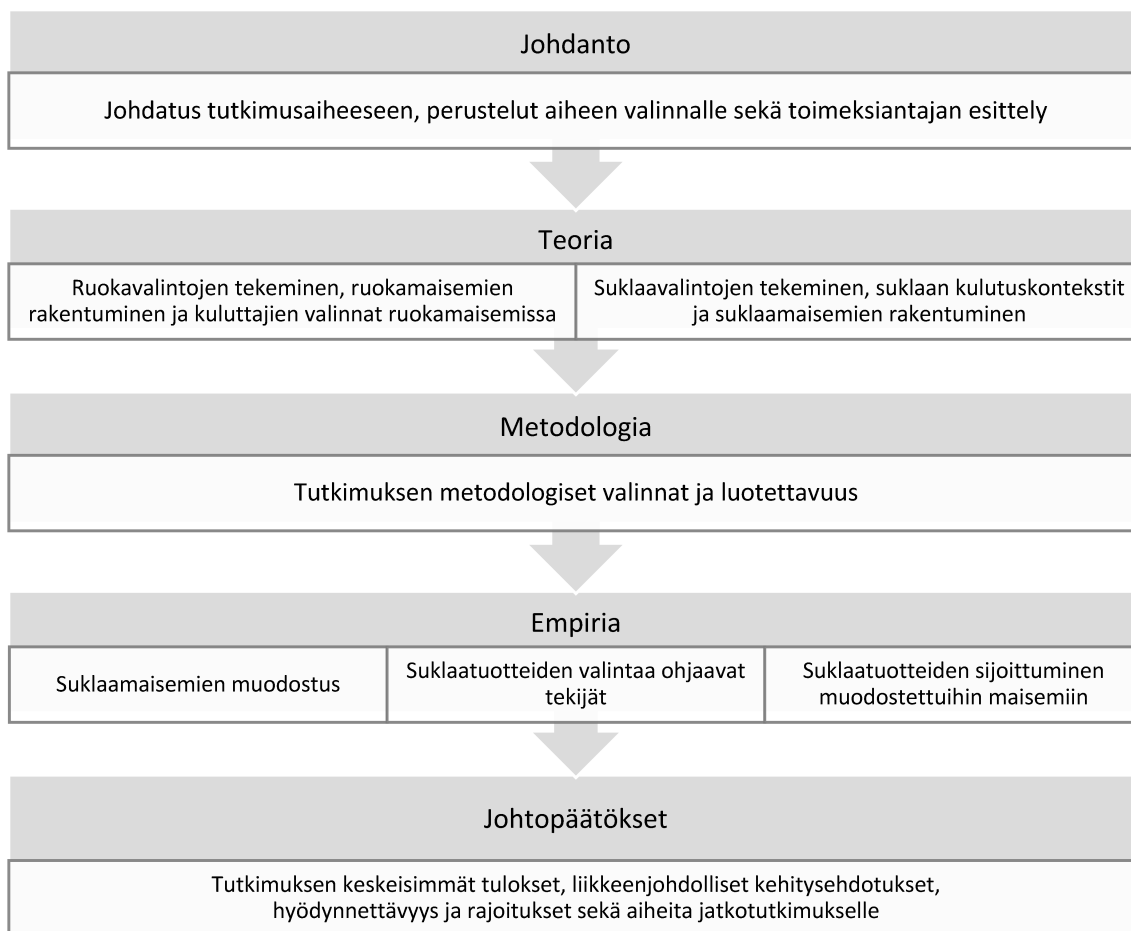 Johdanto
Johdatus tutkimusaiheeseen, perustelut aiheen valinnalle sekä toimeksiantajan esittely
Teoria
Ruokavalintojen tekeminen, ruokamaisemien
rakentuminen ja kuluttajien valinnat ruokamaisemissa
Suklaavalintojen tekeminen, suklaan kulutuskontekstit
ja suklaamaisemien rakentuminen
Metodologia
Tutkimuksen metodologiset valinnat ja luotettavuus
Empiria
Suklaamaisemien muodostus
Suklaatuotteiden valintaa ohjaavat
tekijät
Suklaatuotteiden sijoittuminen
muodostettuihin maisemiin
Johtopäätökset
Tutkimuksen keskeisimmät tulokset, liikkeenjohdolliset kehitysehdotukset,
hyödynnettävyys ja rajoitukset sekä aiheita jatkotutkimukselle